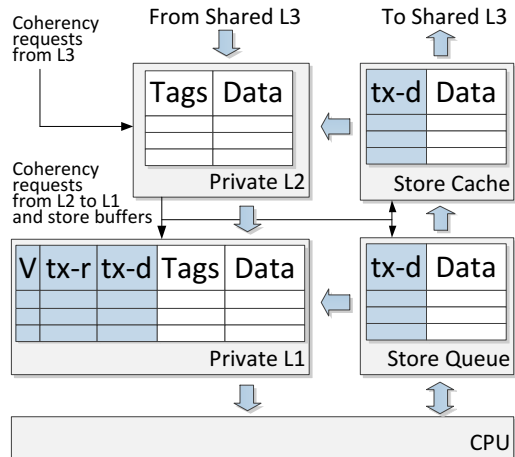 From Shared L3
To Shared L3
Coherency
requests
from L3
Tags Data
Private L2
tx-d Data
Store Cache
Coherency
requests
from L2 to L1
and store buffers
V tx-r tx-d Tags Data
Private L1
tx-d Data
Store Queue
CPU